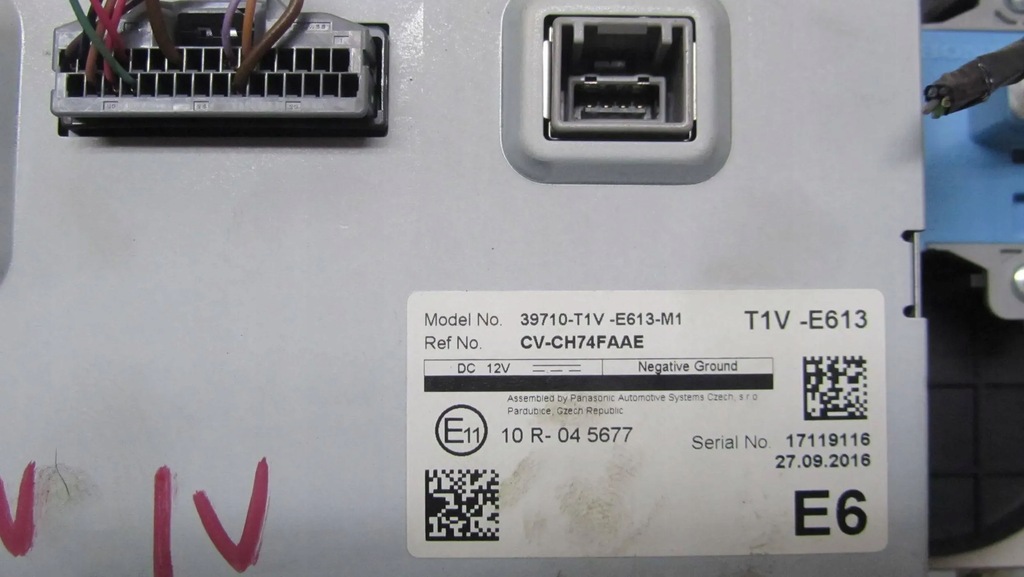 Model No. 39710-T1V -E613-M1 T1V -E613
Ref No. CV-CH74FAAE
DC 12V Negative Ground
Assembled by Panasonic Automotive Systems Czech, s.r.o
Pardubice, Czech Republic
E11 10 R- 04 5677
Serial No. 17119116
27.09.2016
E6
IV